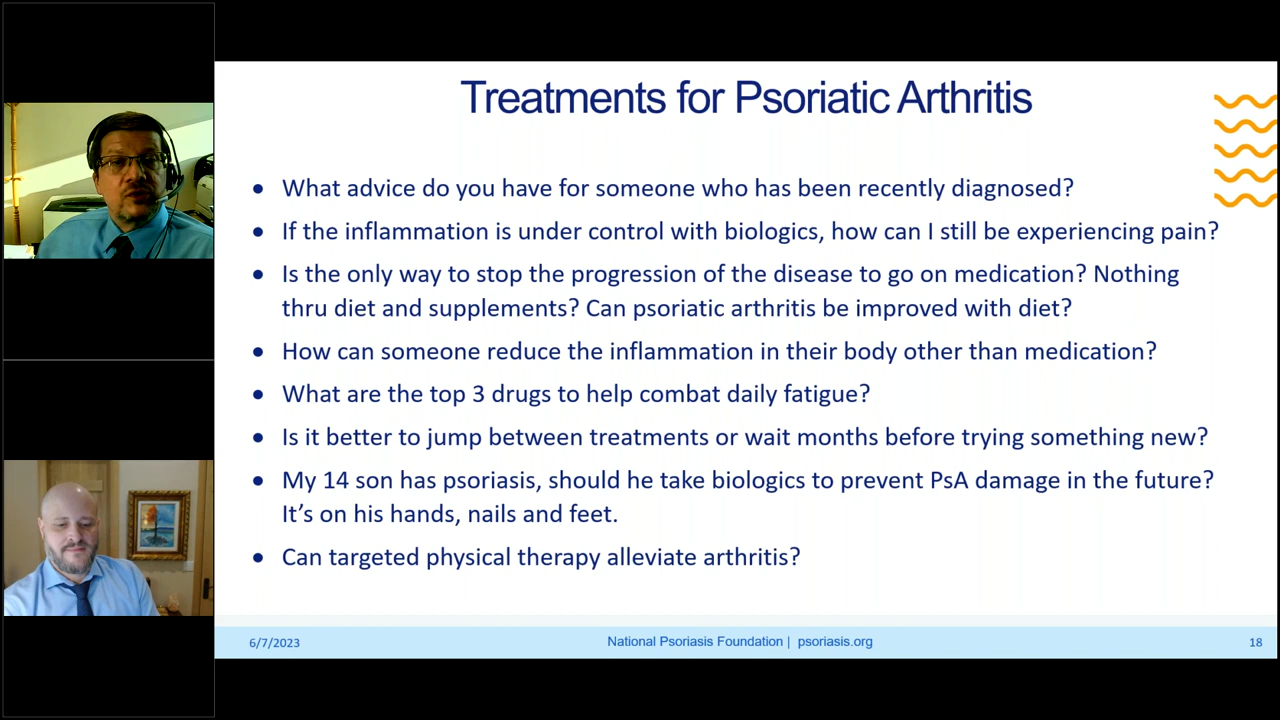 Treatments for Psoriatic Arthritis
• What advice do you have for someone who has been recently diagnosed?
• If the inflammation is under control with biologics, how can I still be experiencing pain?
• Is the only way to stop the progression of the disease to go on medication? Nothing
thru diet and supplements? Can psoriatic arthritis be improved with diet?
• How can someone reduce the inflammation in their body other than medication?
• What are the top 3 drugs to help combat daily fatigue?
• Is it better to jump between treatments or wait months before trying something new?
• My 14 son has psoriasis, should he take biologics to prevent PsA damage in the future?
It’s on his hands, nails and feet.
• Can targeted physical therapy alleviate arthritis?
6/7/2023
National Psoriasis Foundation | psoriasis.org
18